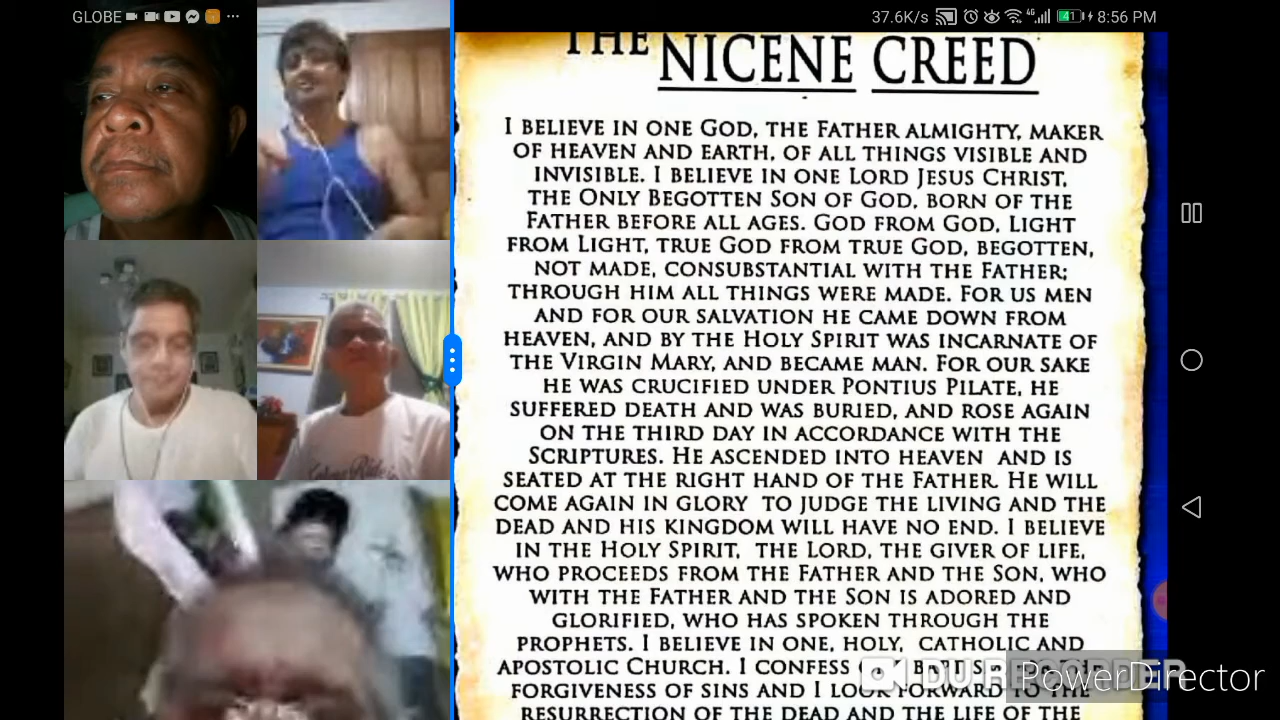 GLOBE
37.6K/s
4G
41
8:56 PM
THE
NICENE CREED
I BELIEVE IN ONE GOD, THE FATHER ALMIGHTY, MAKER
OF HEAVEN AND EARTH, OF ALL THINGS VISIBLE AND
INVISIBLE. I BELIEVE IN ONE LORD JESUS CHRIST,
THE ONLY BEGOTTEN SON OF GOD, BORN OF THE
FATHER BEFORE ALL AGES. GOD FROM GOD, LIGHT
FROM LIGHT, TRUE GOD FROM TRUE GOD, BEGOTTEN,
NOT MADE, CONSUBSTANTIAL WITH THE FATHER;
THROUGH HIM ALL THINGS WERE MADE. FOR US MEN
AND FOR OUR SALVATION HE CAME DOWN FROM
HEAVEN, AND BY THE HOLY SPIRIT WAS INCARNATE OF
THE VIRGIN MARY, AND BECAME MAN. FOR OUR SAKE
HE WAS CRUCIFIED UNDER PONTIUS PILATE, HE
SUFFERED DEATH AND WAS BURIED, AND ROSE AGAIN
ON THE THIRD DAY IN ACCORDANCE WITH THE
SCRIPTURES. HE ASCENDED INTO HEAVEN AND IS
SEATED AT THE RIGHT HAND OF THE FATHER. HE WILL
COME AGAIN IN GLORY TO JUDGE THE LIVING AND THE
DEAD AND HIS KINGDOM WILL HAVE NO END. I BELIEVE
IN THE HOLY SPIRIT, THE LORD, THE GIVER OF LIFE,
WHO PROCEEDS FROM THE FATHER AND THE SON, WHO
WITH THE FATHER AND THE SON IS ADORED AND
GLORIFIED, WHO HAS SPOKEN THROUGH THE
PROPHETS. I BELIEVE IN ONE, HOLY, CATHOLIC AND
APOSTOLIC CHURCH. I CONFESS
FORGIVENESS OF SINS AND I LOOK FORWARD TO THE
RESURRECTION OF THE DEAD AND THE LIFE OF THE
DU RECORDER
PowerDirector